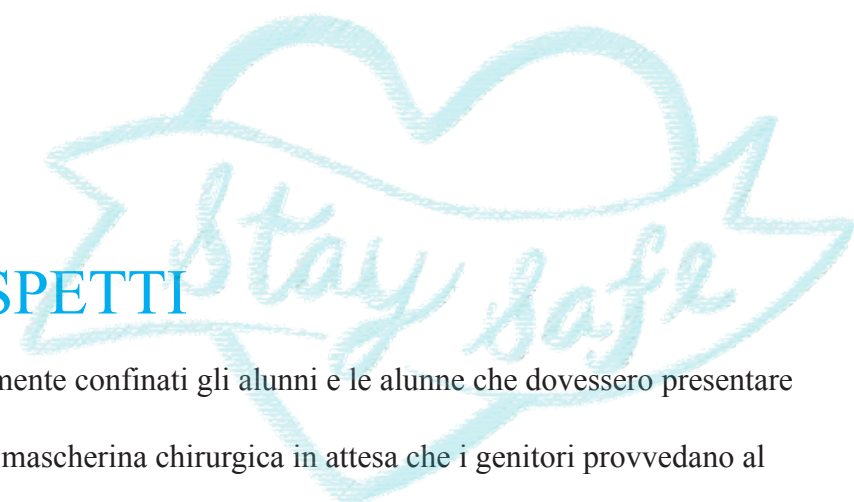 Stay safe
SPETTI
mente confinati gli alunni e le alunne che dovessero presentare
mascherina chirurgica in attesa che i genitori provvedano al